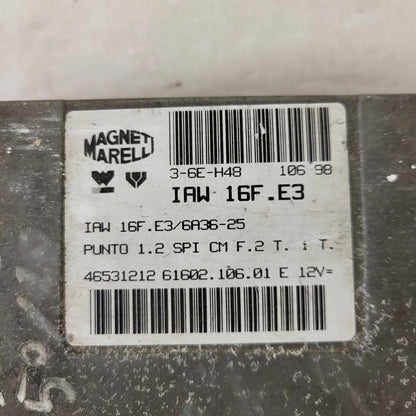 MAGNETI
MARELLI
3-6E-H48 106 98
IAW 16F.E3
IAW 16F.E3/6A36-25
PUNTO 1.2 SPI CM F.2 T. 1 T.
46531212 61602.106.01 E 12V=